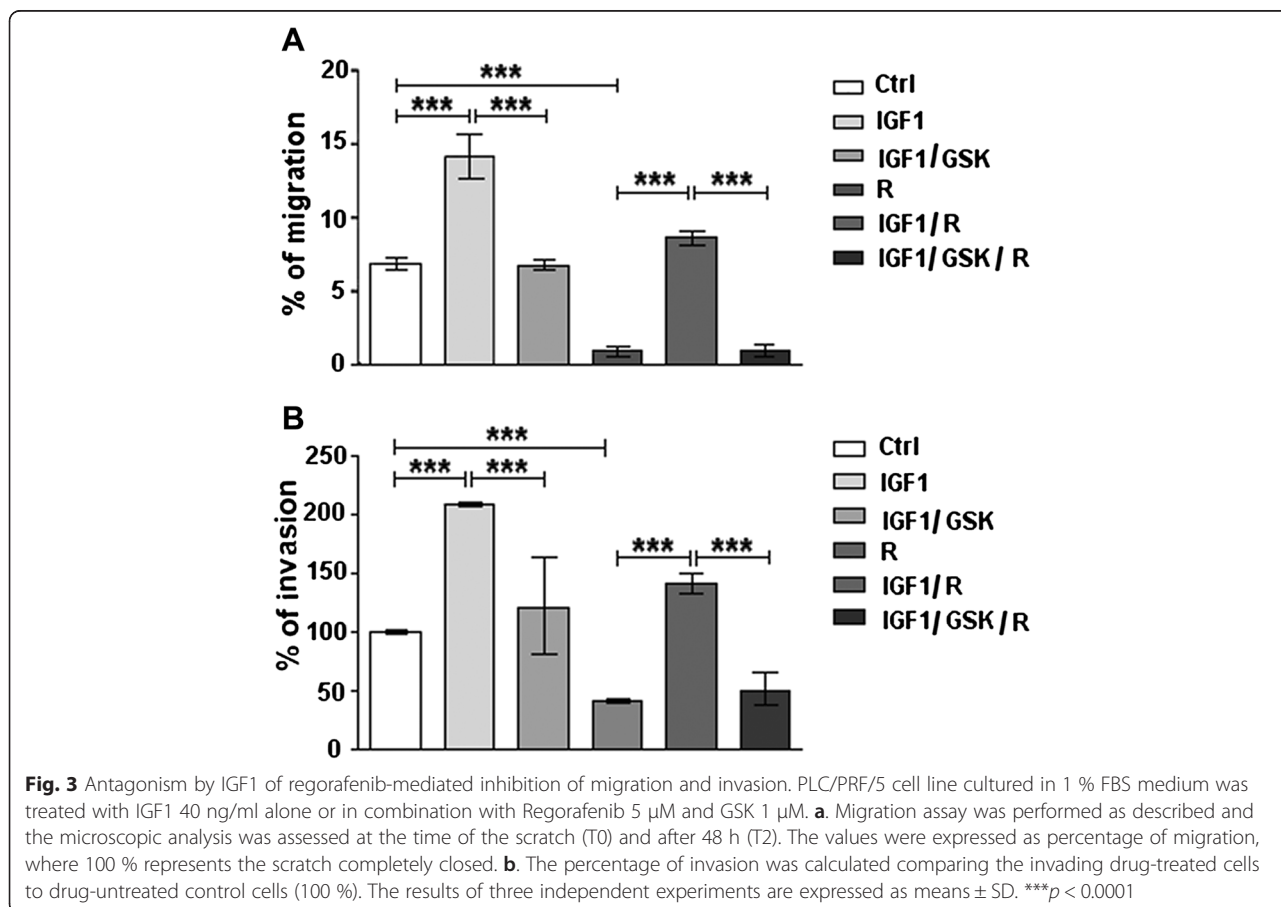 A
% of migration
20
15
10
5
0
***
***
***
***
***
Ctrl
IGF1
IGF1/GSK
R
IGF1/R
IGF1/GSK/R
B
% of invasion
250
200
150
100
50
0
***
***
***
***
***
Ctrl
IGF1
IGF1/GSK
R
IGF1/R
IGF1/GSK/R
Fig. 3 Antagonism by IGF1 of regorafenib-mediated inhibition of migration and invasion. PLC/PRF/5 cell line cultured in 1 % FBS medium was
treated with IGF1 40 ng/ml alone or in combination with Regorafenib 5 μM and GSK 1 μM. a. Migration assay was performed as described and
the microscopic analysis was assessed at the time of the scratch (T0) and after 48 h (T2). The values were expressed as percentage of migration,
where 100 % represents the scratch completely closed. b. The percentage of invasion was calculated comparing the invading drug-treated cells
to drug-untreated control cells (100 %). The results of three independent experiments are expressed as means ± SD. ***p < 0.0001